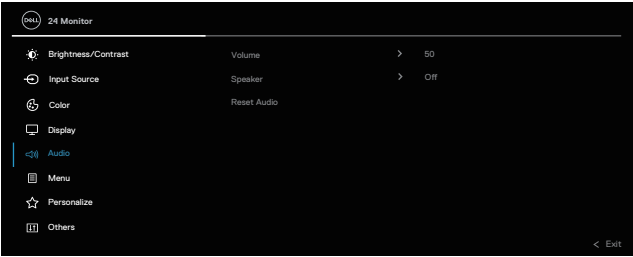 DELL 24 Monitor
Brightness/Contrast
Volume > 50
Input Source
Speaker > Off
Color
Reset Audio
Display
Audio
Menu
Personalize
Others
< Exit